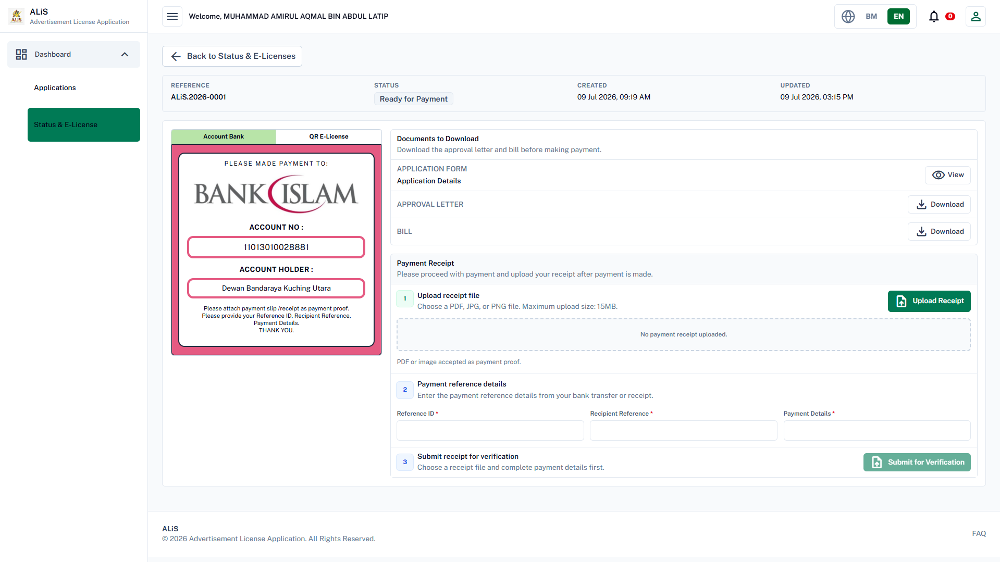 ALiS
Advertisement License Application
Welcome, MUHAMMAD AMIRUL AQMAL BIN ABDUL LATIP
BM
EN
0
Dashboard
Applications
Status & E-License
Back to Status & E-Licenses
REFERENCE
ALiS.2026-0001
STATUS
Ready for Payment
CREATED
09 Jul 2026, 09:19 AM
UPDATED
09 Jul 2026, 03:15 PM
Account Bank
QR E-License
PLEASE MADE PAYMENT TO:
BANK ISLAM
ACCOUNT NO :
11013010028881
ACCOUNT HOLDER :
Dewan Bandaraya Kuching Utara
Please attach payment slip /receipt as payment proof.
Please provide your Reference ID, Recipient Reference,
Payment Details.
THANK YOU.
Documents to Download
Download the approval letter and bill before making payment.
APPLICATION FORM
Application Details
View
APPROVAL LETTER
Download
BILL
Download
Payment Receipt
Please proceed with payment and upload your receipt after payment is made.
1
Upload receipt file
Choose a PDF, JPG, or PNG file. Maximum upload size: 15MB.
Upload Receipt
No payment receipt uploaded.
PDF or image accepted as payment proof.
2
Payment reference details
Enter the payment reference details from your bank transfer or receipt.
Reference ID *
Recipient Reference *
Payment Details *
3
Submit receipt for verification
Choose a receipt file and complete payment details first.
Submit for Verification
ALiS
© 2026 Advertisement License Application. All Rights Reserved.
FAQ